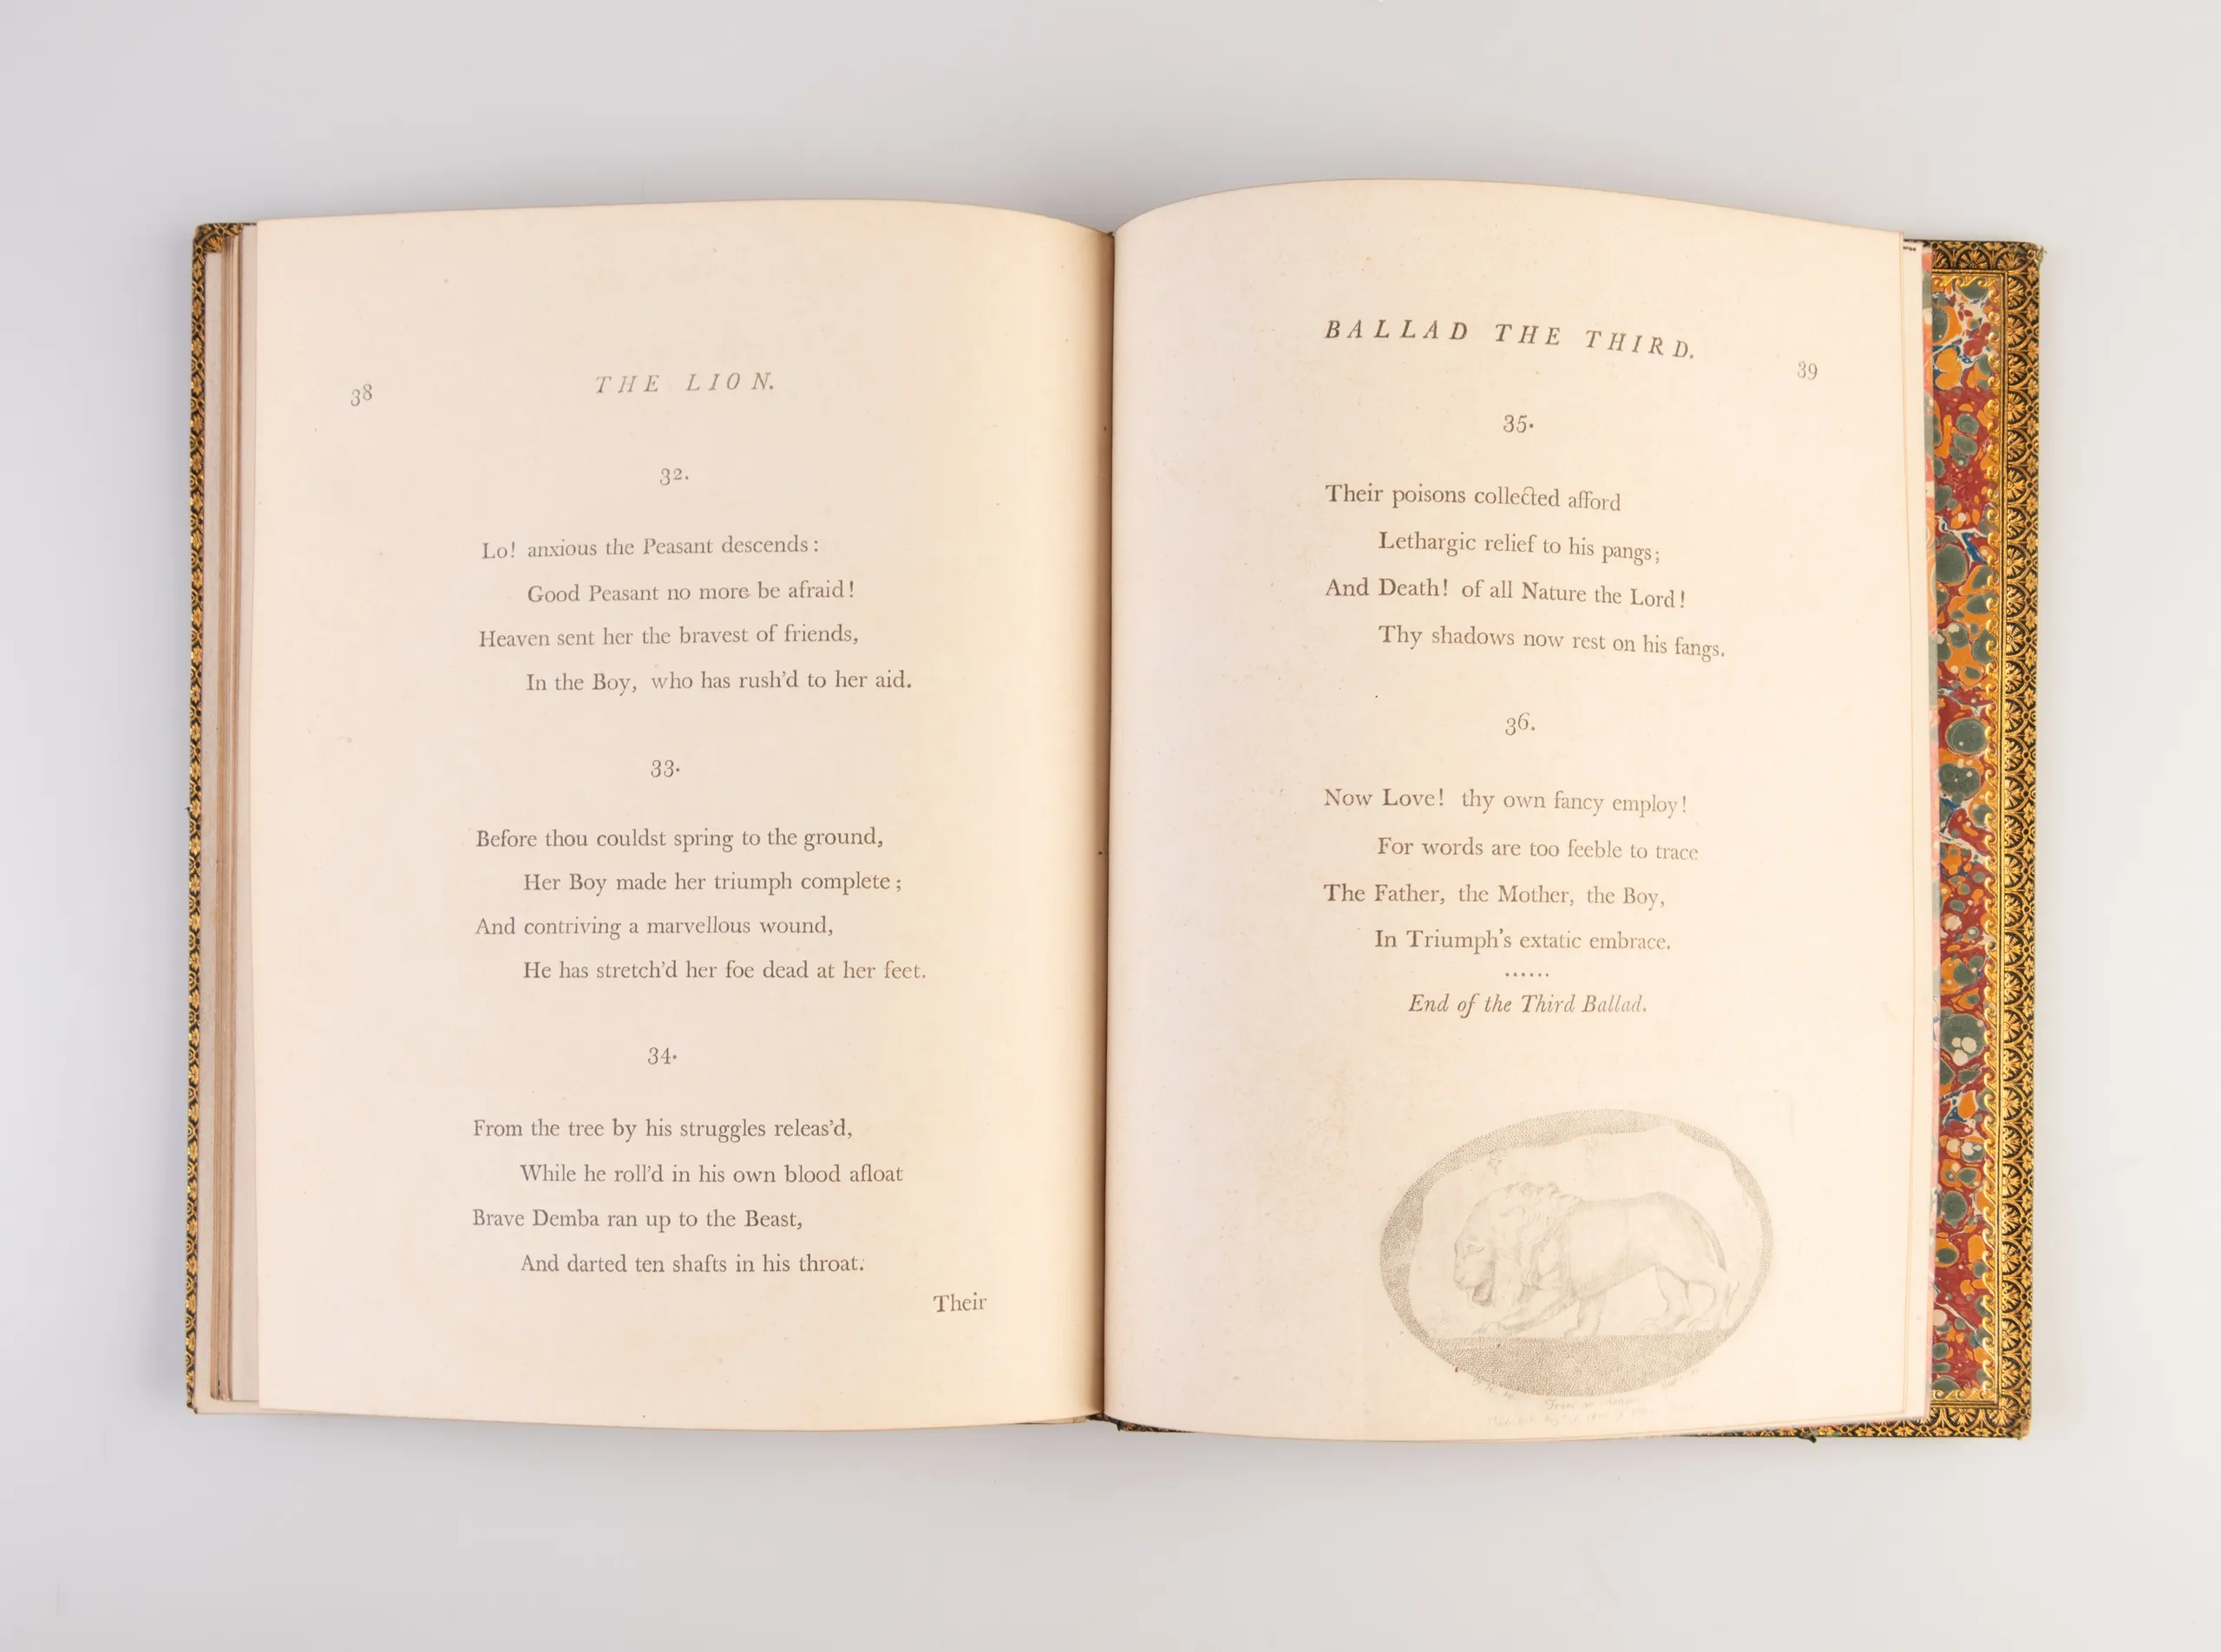 38
THE LION.
32.
Lo! anxious the Peasant descends:
Good Peasant no more be afraid!
Heaven sent her the bravest of friends,
In the Boy, who has rush'd to her aid.
33.
Before thou couldst spring to the ground,
Her Boy made her triumph complete;
And contriving a marvellous wound,
He has stretch'd her foe dead at her feet.
34.
From the tree by his struggles releas'd,
While he roll'd in his own blood afloat
Brave Demba ran up to the Beast,
And darted ten shafts in his throat.
Their
BALLAD THE THIRD.
39
35.
Their poisons collected afford
Lethargic relief to his pangs;
And Death! of all Nature the Lord!
Thy shadows now rest on his fangs.
36.
Now Love! thy own fancy employ!
For words are too feeble to trace
The Father, the Mother, the Boy,
In Triumph's extatic embrace.
......
End of the Third Ballad.